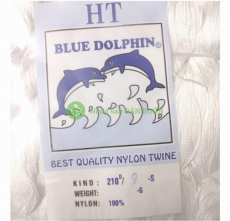 HT
BLUE DOLPHIN®
BEST QUALITY NYLON TWINE
KIND: 210D/ 9 -S
WEIGHT: -G
NYLON: 100%